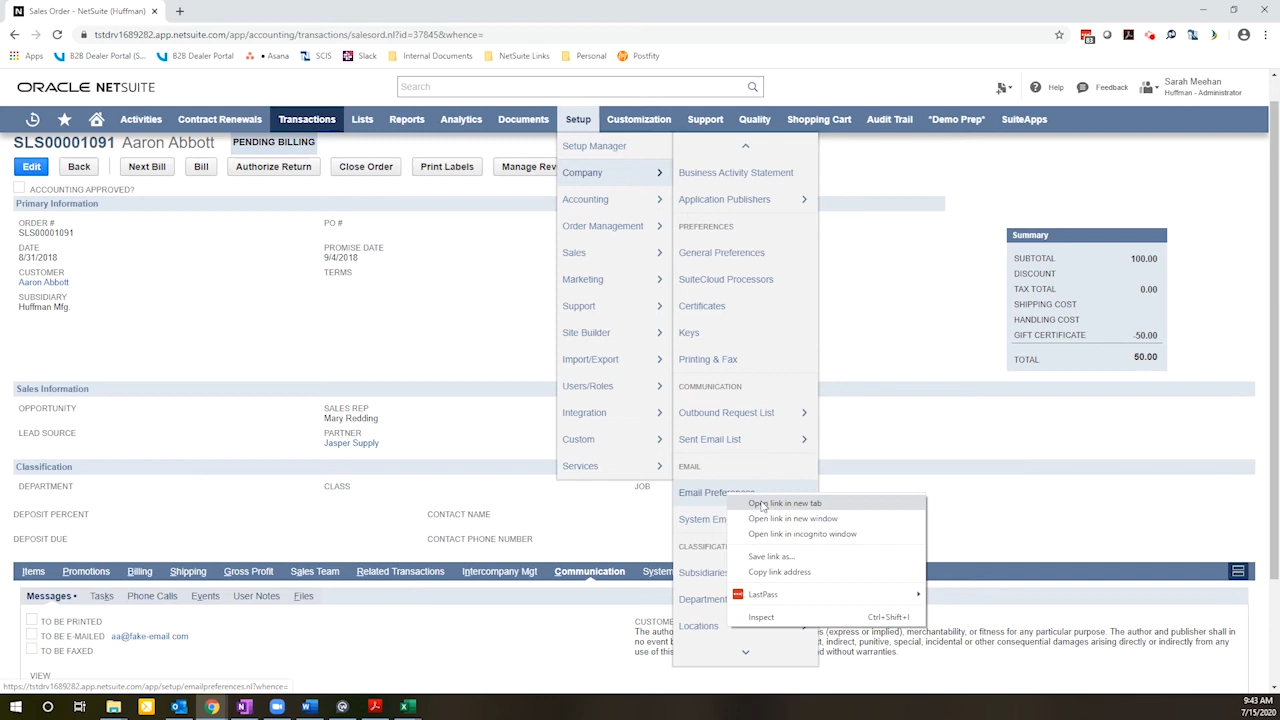 Sales Order - NetSuite (Huffman)
tstdrv1689282.app.netsuite.com/app/accounting/transactions/salesord.nl?id=37845&whence=
Apps
B2B Dealer Portal (S...
B2B Dealer Portal
Asana
SCIS
Slack
Internal Documents
NetSuite Links
Personal
Postfity
ORACLE NETSUITE
Search
Help
Feedback
Sarah Meehan
Huffman - Administrator
Activities
Contract Renewals
Transactions
Lists
Reports
Analytics
Documents
Setup
Customization
Support
Quality
Shopping Cart
Audit Trail
*Demo Prep*
SuiteApps
SLS00001091 Aaron Abbott PENDING BILLING
Edit
Back
Next Bill
Bill
Authorize Return
Close Order
Print Labels
Manage Rev
ACCOUNTING APPROVED?
Primary Information
ORDER #
SLS00001091
DATE
8/31/2018
CUSTOMER
Aaron Abbott
SUBSIDIARY
Huffman Mfg.
PO #
PROMISE DATE
9/4/2018
TERMS
Summary
SUBTOTAL 100.00
DISCOUNT
TAX TOTAL 0.00
SHIPPING COST
HANDLING COST
GIFT CERTIFICATE -50.00
TOTAL 50.00
Setup Manager
Company
Accounting
Order Management
Sales
Marketing
Support
Site Builder
Import/Export
Users/Roles
Integration
Custom
Services
Business Activity Statement
Application Publishers
PREFERENCES
General Preferences
SuiteCloud Processors
Certificates
Keys
Printing & Fax
COMMUNICATION
Outbound Request List
Sent Email List
EMAIL
Email Preferences
System Em
CLASSIFICATI
Subsidiaries
Department
Locations
Open link in new tab
Open link in new window
Open link in incognito window
Save link as...
Copy link address
LastPass
Inspect Ctrl+Shift+I
Sales Information
OPPORTUNITY
LEAD SOURCE
SALES REP
Mary Redding
PARTNER
Jasper Supply
Classification
DEPARTMENT
CLASS
JOB
DEPOSIT PERCENT
DEPOSIT DUE
CONTACT NAME
CONTACT PHONE NUMBER
Items
Promotions
Billing
Shipping
Gross Profit
Sales Team
Related Transactions
Intercompany Mgt
Communication
System
Messages •
Tasks
Phone Calls
Events
User Notes
Files
TO BE PRINTED
TO BE E-MAILED aa@fake-email.com
TO BE FAXED
VIEW
CUSTOME
The autho s (express or implied), merchantability, or fitness for any particular purpose. The author and publisher shall in
no event b t, indirect, punitive, special, incidental or other consequential damages arising directly or indirectly from any
use of this nd without warranties.
https://tstdrv1689282.app.netsuite.com/app/setup/emailpreferences.nl?whence=
9:43 AM
7/15/2020